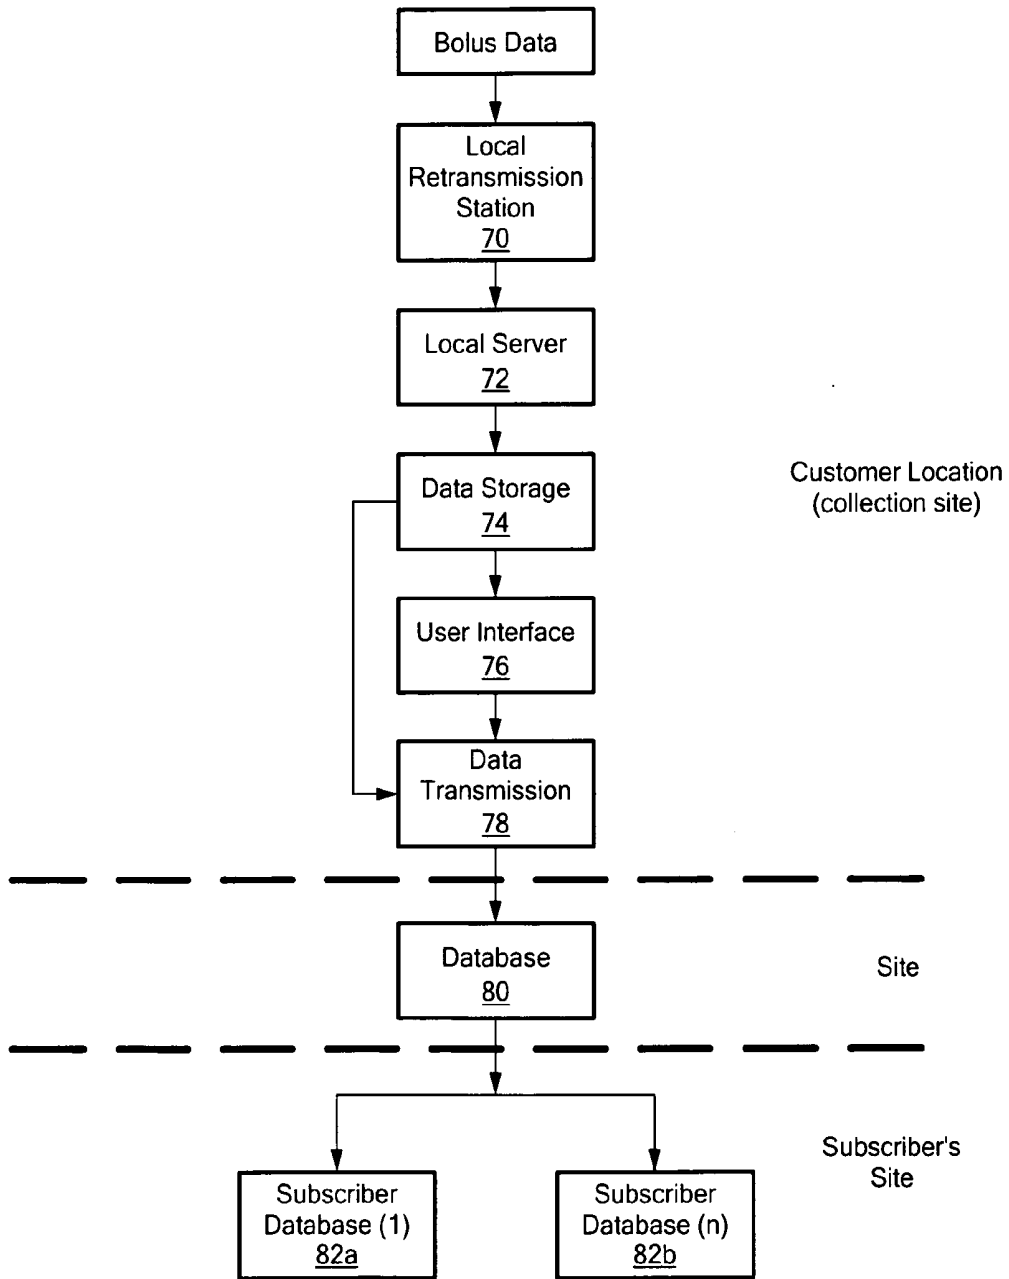 Bolus Data
Local
Retransmission
Station
70
Local Server
72
Data Storage
74
Customer Location
(collection site)
User Interface
76
Data
Transmission
78
Database
80
Site
Subscriber's
Site
Subscriber
Database (1)
82a
Subscriber
Database (n)
82b